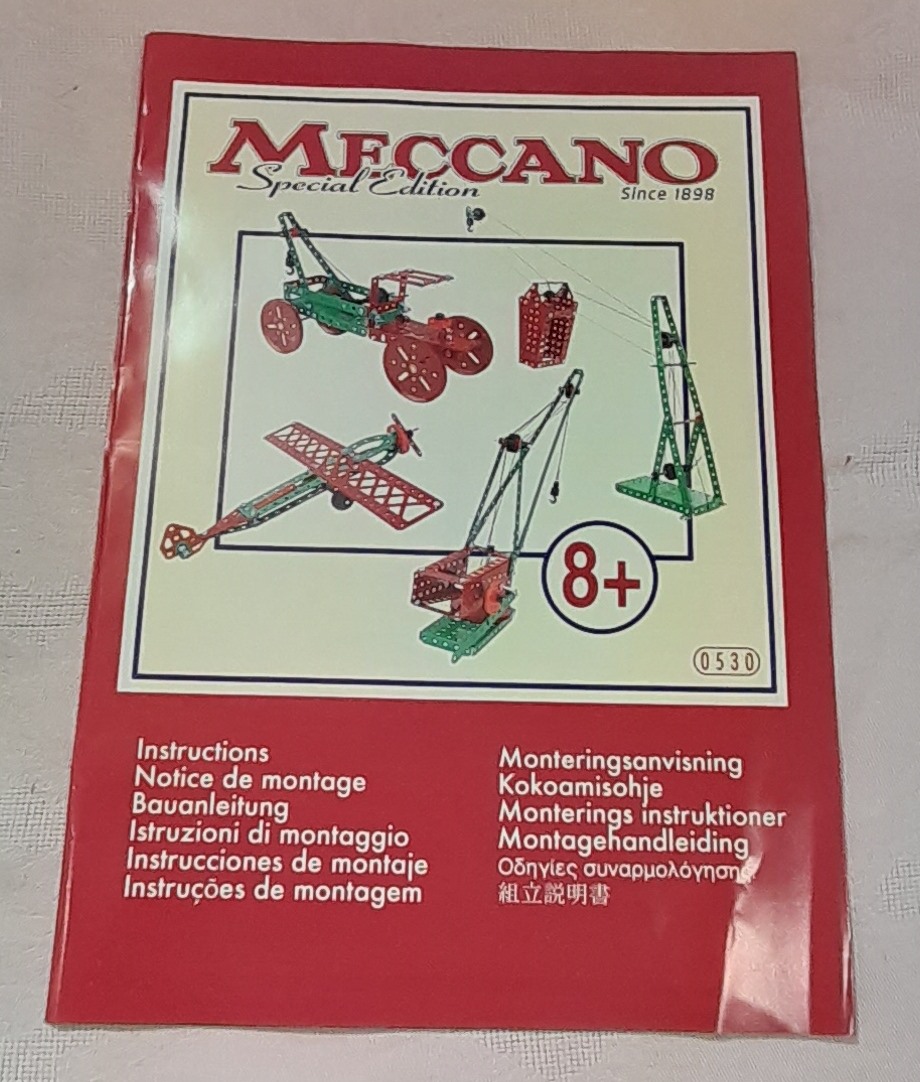 MECCANO
Special Edition
Since 1898
8+
0530
Instructions
Notice de montage
Bauanleitung
Istruzioni di montaggio
Instrucciones de montaje
Instruções de montagem
Monteringsanvisning
Kokoamisohje
Monterings instruktioner
Montagehandleiding
Οδηγίες συναρμολόγησης
組立説明書